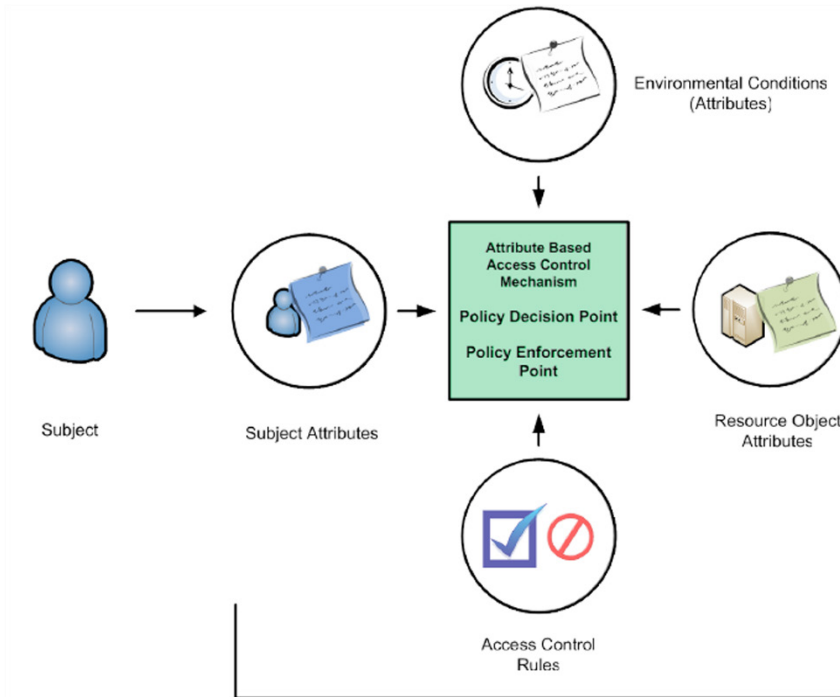 Environmental Conditions
(Attributes)
Attribute Based
Access Control
Mechanism
Policy Decision Point
Policy Enforcement
Point
Subject
Subject Attributes
Resource Object
Attributes
Access Control
Rules